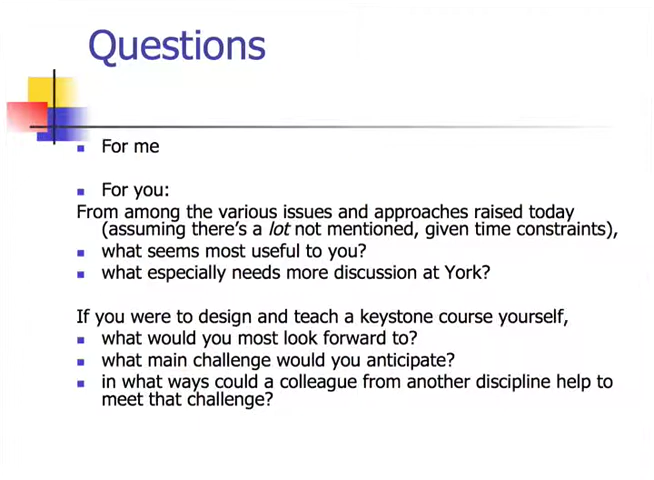 Questions
For me
For you:
From among the various issues and approaches raised today
(assuming there's a lot not mentioned, given time constraints),
what seems most useful to you?
what especially needs more discussion at York?
If you were to design and teach a keystone course yourself,
what would you most look forward to?
what main challenge would you anticipate?
in what ways could a colleague from another discipline help to
meet that challenge?